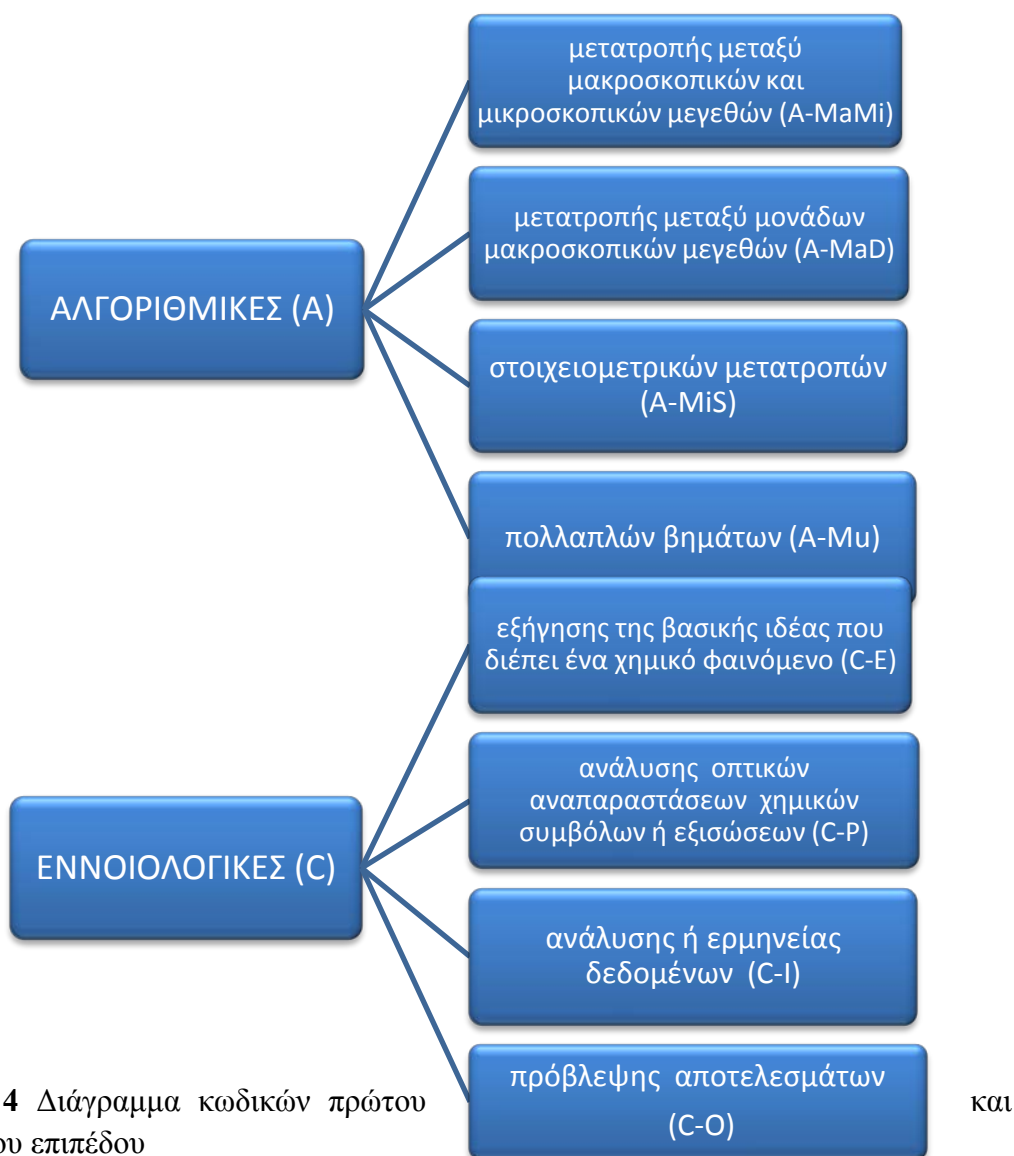 μετατροπής μεταξύ
μακροσκοπικών και
μικροσκοπικών μεγεθών (A-MaMi)
μετατροπής μεταξύ μονάδων
μακροσκοπικών μεγεθών (A-MaD)
ΑΛΓΟΡΙΘΜΙΚΕΣ (A)
στοιχειομετρικών μετατροπών
(A-MiS)
πολλαπλών βημάτων (A-Mu)
εξήγησης της βασικής ιδέας που
διέπει ένα χημικό φαινόμενο (C-E)
ανάλυσης οπτικών
αναπαραστάσεων χημικών
συμβόλων ή εξισώσεων (C-P)
ΕΝΝΟΙΟΛΟΓΙΚΕΣ (C)
ανάλυσης ή ερμηνείας
δεδομένων (C-I)
πρόβλεψης αποτελεσμάτων
(C-O)
4 Διάγραμμα κωδικών πρώτου και
επιπέδου